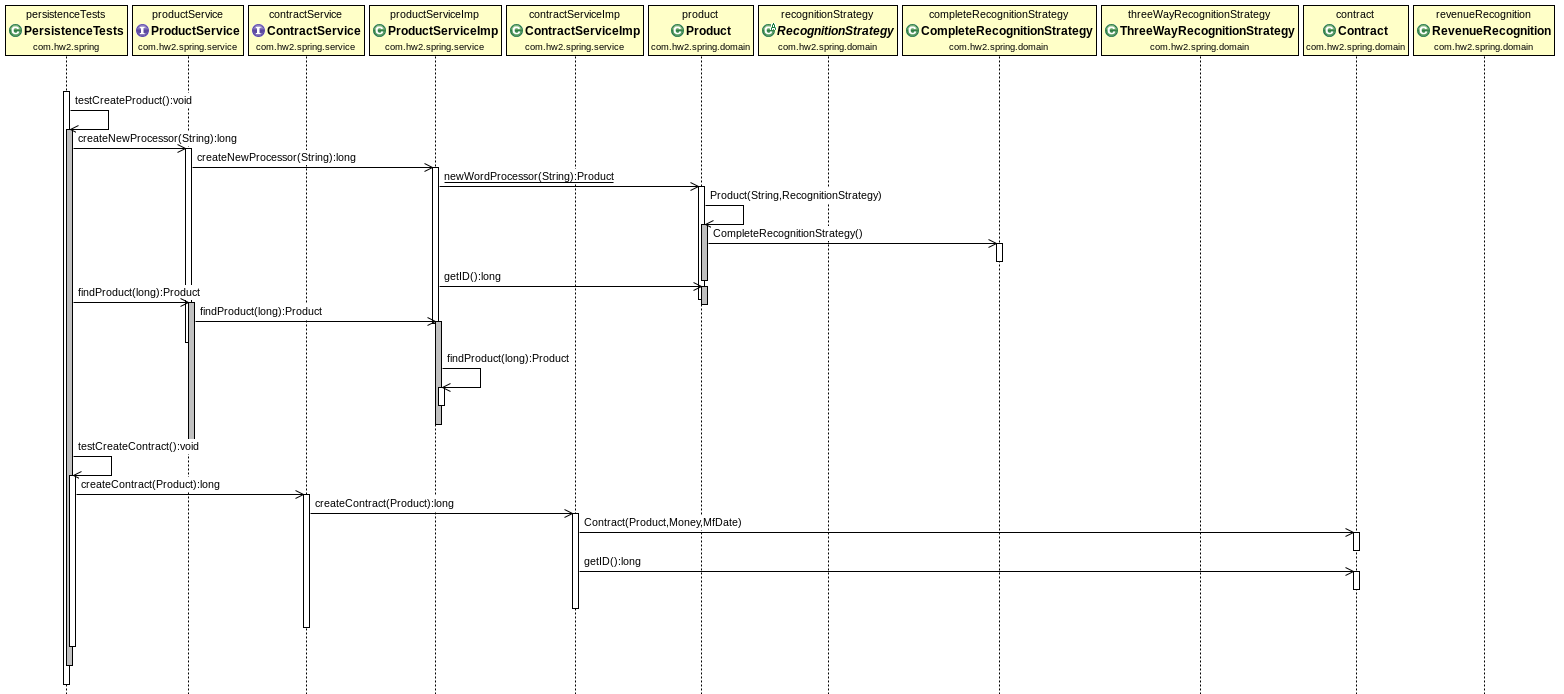 persistenceTests
PersistenceTests
com.hw2.spring
productService
ProductService
com.hw2.spring.service
contractService
ContractService
com.hw2.spring.service
productServiceImp
ProductServiceImp
com.hw2.spring.service
contractServiceImp
ContractServiceImp
com.hw2.spring.service
product
Product
com.hw2.spring.domain
recognitionStrategy
RecognitionStrategy
com.hw2.spring.domain
completeRecognitionStrategy
CompleteRecognitionStrategy
com.hw2.spring.domain
threeWayRecognitionStrategy
ThreeWayRecognitionStrategy
com.hw2.spring.domain
contract
Contract
com.hw2.spring.domain
revenueRecognition
RevenueRecognition
com.hw2.spring.domain
testCreateProduct():void
createNewProcessor(String):long
createNewProcessor(String):long
newWordProcessor(String):Product
Product(String,RecognitionStrategy)
CompleteRecognitionStrategy()
getID():long
findProduct(long):Product
findProduct(long):Product
findProduct(long):Product
testCreateContract():void
createContract(Product):long
createContract(Product):long
Contract(Product,Money,MfDate)
getID():long